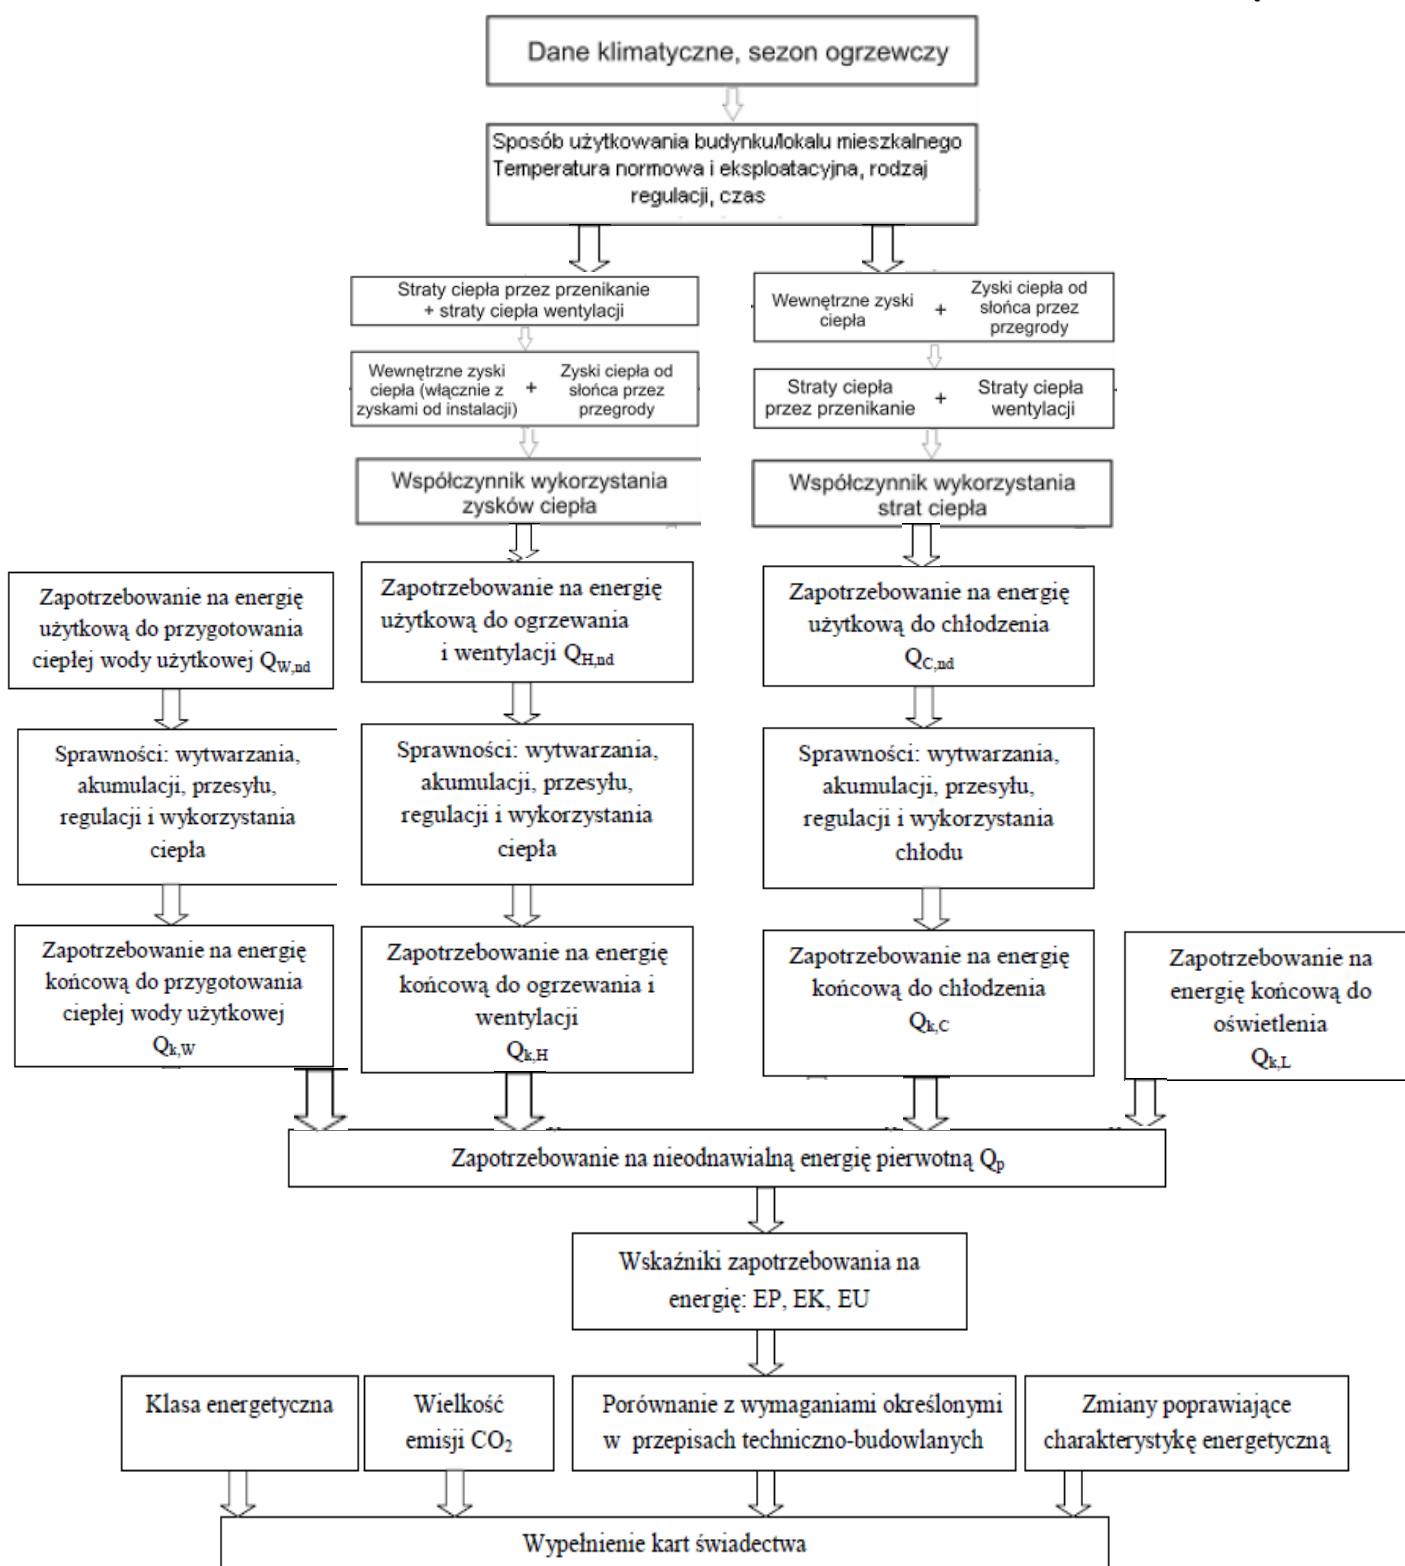 Dane klimatyczne, sezon ogrzewczy
Sposób użytkowania budynku/lokalu mieszkalnego
Temperatura normowa i eksploatacyjna, rodzaj
regulacji, czas
Straty ciepła przez przenikanie
+ straty ciepła wentylacji
Wewnętrzne zyski
ciepła (włącznie z
zyskami od instalacji)
+
Zyski ciepła od
słońca przez
przegrody
Współczynnik wykorzystania
zysków ciepła
Wewnętrzne zyski
ciepła
+
Zyski ciepła od
słońca przez
przegrody
Straty ciepła
przez przenikanie
+
Straty ciepła
wentylacji
Współczynnik wykorzystania
strat ciepła
Zapotrzebowanie na energię
użytkową do przygotowania
ciepłej wody użytkowej Q_W,nd
Zapotrzebowanie na energię
użytkową do ogrzewania
i wentylacji Q_H,nd
Zapotrzebowanie na energię
użytkową do chłodzenia
Q_C,nd
Sprawności: wytwarzania,
akumulacji, przesyłu,
regulacji i wykorzystania
ciepła
Sprawności: wytwarzania,
akumulacji, przesyłu,
regulacji i wykorzystania
ciepła
Sprawności: wytwarzania,
akumulacji, przesyłu,
regulacji i wykorzystania
chłodu
Zapotrzebowanie na energię
końcową do przygotowania
ciepłej wody użytkowej
Q_k,W
Zapotrzebowanie na energię
końcową do ogrzewania i
wentylacji
Q_k,H
Zapotrzebowanie na energię
końcową do chłodzenia
Q_k,C
Zapotrzebowanie na
energię końcową do
oświetlenia
Q_k,L
Zapotrzebowanie na nieodnawialną energię pierwotną Q_p
Wskaźniki zapotrzebowania na
energię: EP, EK, EU
Klasa energetyczna
Wielkość
emisji CO₂
Porównanie z wymaganiami określonymi
w przepisach techniczno-budowlanych
Zmiany poprawiające
charakterystykę energetyczną
Wypełnienie kart świadectwa